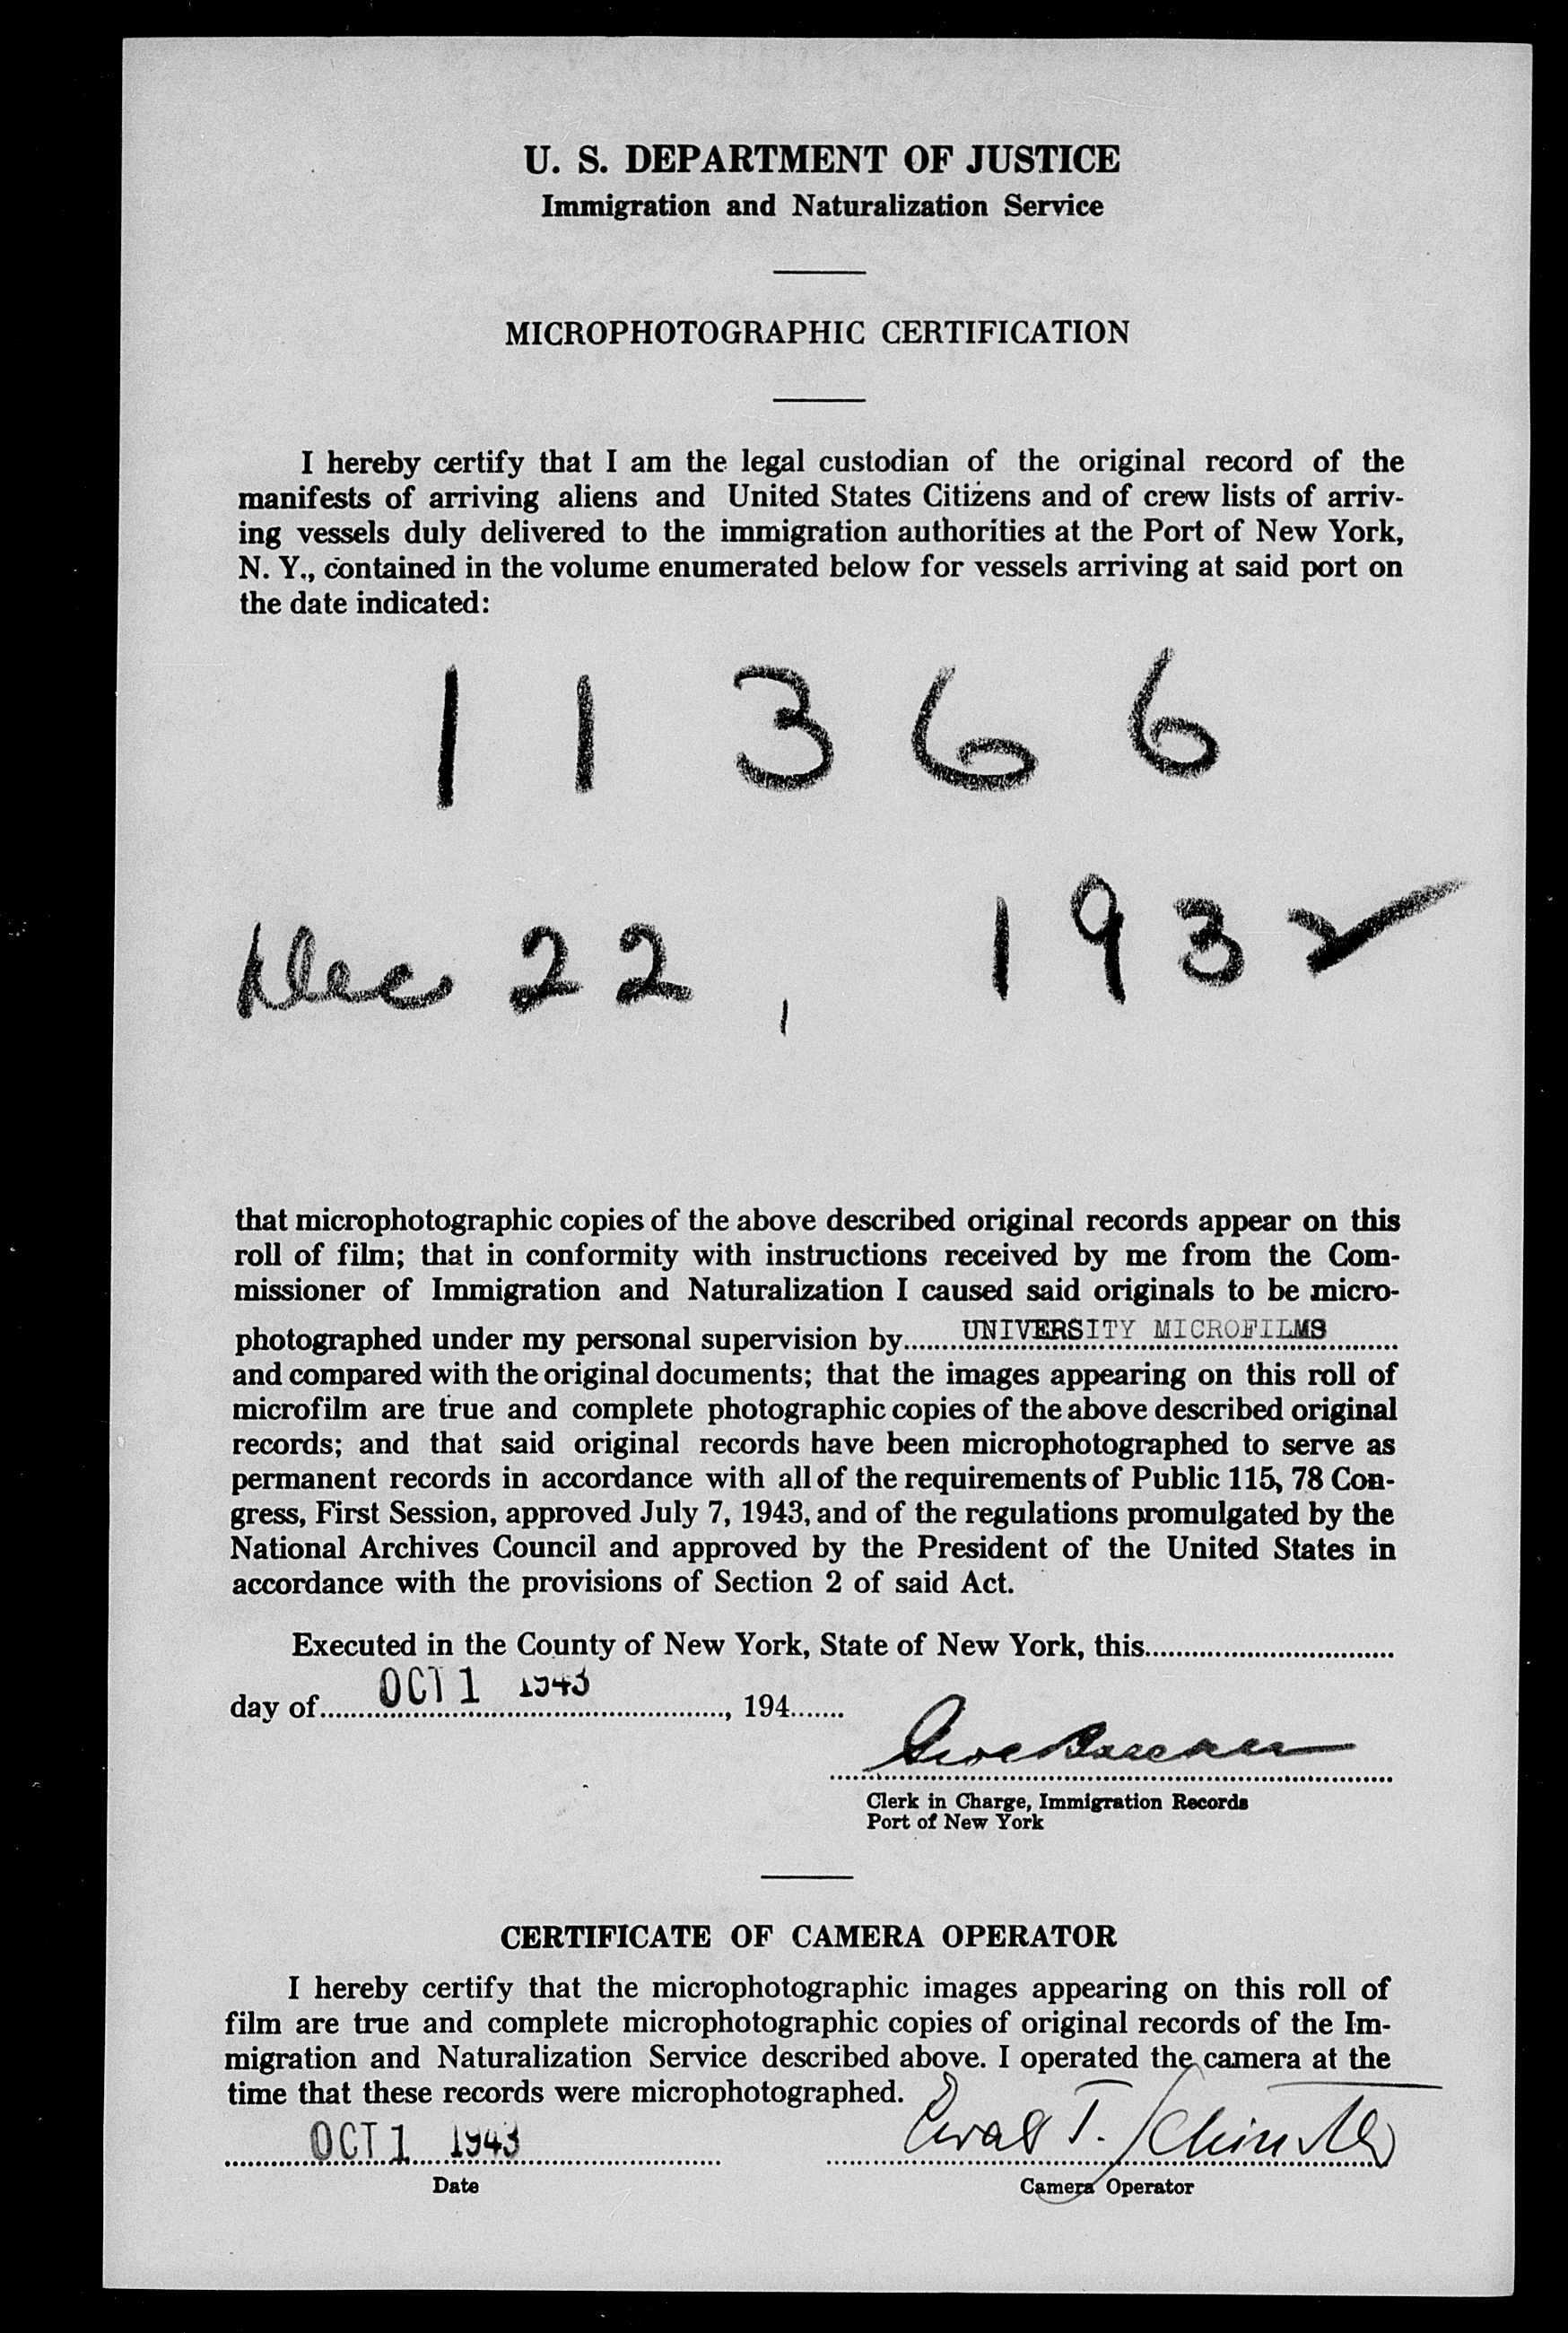 U. S. DEPARTMENT OF JUSTICE
Immigration and Naturalization Service
MICROPHOTOGRAPHIC CERTIFICATION
I hereby certify that I am the legal custodian of the original record of the
manifests of arriving aliens and United States Citizens and of crew lists of arriv-
ing vessels duly delivered to the immigration authorities at the Port of New York,
N. Y., contained in the volume enumerated below for vessels arriving at said port on
the date indicated:
11366
Dec 22, 1932
that microphotographic copies of the above described original records appear on this
roll of film; that in conformity with instructions received by me from the Com-
missioner of Immigration and Naturalization I caused said originals to be micro-
photographed under my personal supervision by UNIVERSITY MICROFILMS
and compared with the original documents; that the images appearing on this roll of
microfilm are true and complete photographic copies of the above described original
records; and that said original records have been microphotographed to serve as
permanent records in accordance with all of the requirements of Public 115, 78 Con-
gress, First Session, approved July 7, 1943, and of the regulations promulgated by the
National Archives Council and approved by the President of the United States in
accordance with the provisions of Section 2 of said Act.
Executed in the County of New York, State of New York, this
day of OCT 1 1943, 194
Clerk in Charge, Immigration Records
Port of New York
CERTIFICATE OF CAMERA OPERATOR
I hereby certify that the microphotographic images appearing on this roll of
film are true and complete microphotographic copies of original records of the Im-
migration and Naturalization Service described above. I operated the camera at the
time that these records were microphotographed.
OCT 1 1943
Date
Camera Operator